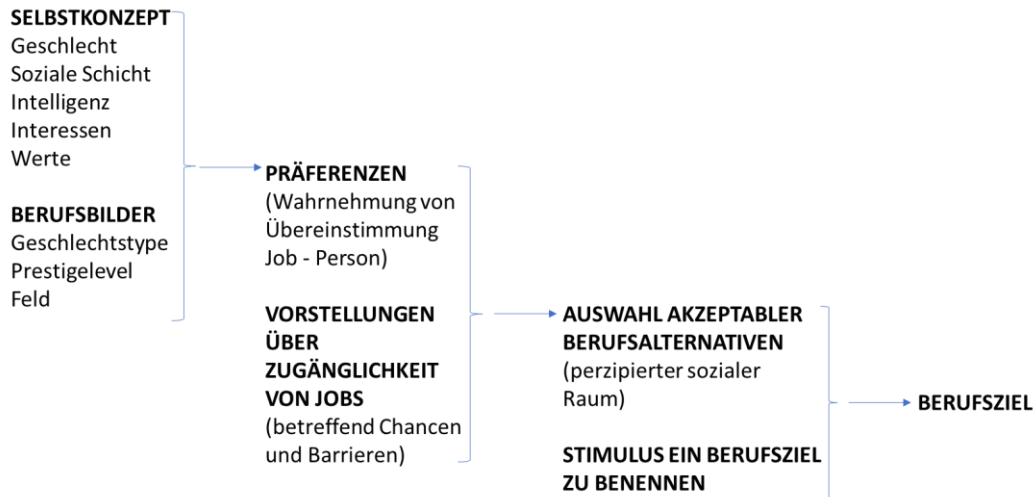 SELBSTKONZEPT
Geschlecht
Soziale Schicht
Intelligenz
Interessen
Werte
BERUFSBILDER
Geschlechtstype
Prestigelevel
Feld
PRÄFERENZEN
(Wahrnehmung von
Übereinstimmung
Job - Person)
VORSTELLUNGEN
ÜBER
ZUGÄNGLICHKEIT
VON JOBS
(betreffend Chancen
und Barrieren)
AUSWAHL AKZEPTABLER
BERUFSALTERNATIVEN
(perzipierter sozialer
Raum)
STIMULUS EIN BERUFSZIEL
ZU BENENNEN
BERUFSZIEL